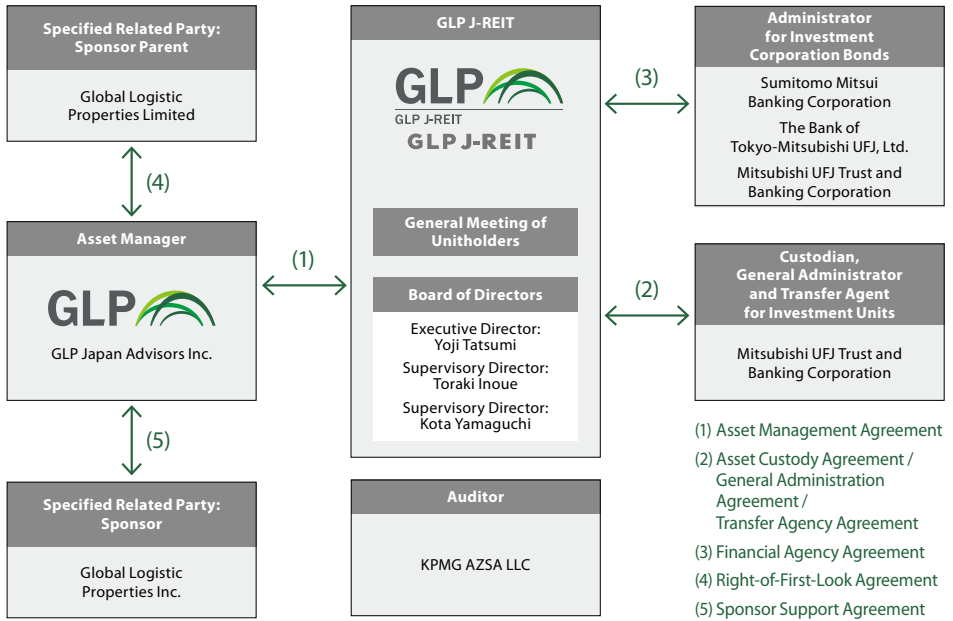 Specified Related Party:
Sponsor Parent
Global Logistic
Properties Limited
(4)
Asset Manager
GLP
GLP Japan Advisors Inc.
(5)
Specified Related Party:
Sponsor
Global Logistic
Properties Inc.
(1)
GLP J-REIT
GLP
GLP J-REIT
GLP J-REIT
General Meeting of
Unitholders
Board of Directors
Executive Director:
Yoji Tatsumi
Supervisory Director:
Toraki Inoue
Supervisory Director:
Kota Yamaguchi
Auditor
KPMG AZSA LLC
(3)
(2)
Administrator
for Investment
Corporation Bonds
Sumitomo Mitsui
Banking Corporation
The Bank of
Tokyo-Mitsubishi UFJ, Ltd.
Mitsubishi UFJ Trust and
Banking Corporation
Custodian,
General Administrator
and Transfer Agent
for Investment Units
Mitsubishi UFJ Trust and
Banking Corporation
(1) Asset Management Agreement
(2) Asset Custody Agreement /
General Administration
Agreement /
Transfer Agency Agreement
(3) Financial Agency Agreement
(4) Right-of-First-Look Agreement
(5) Sponsor Support Agreement